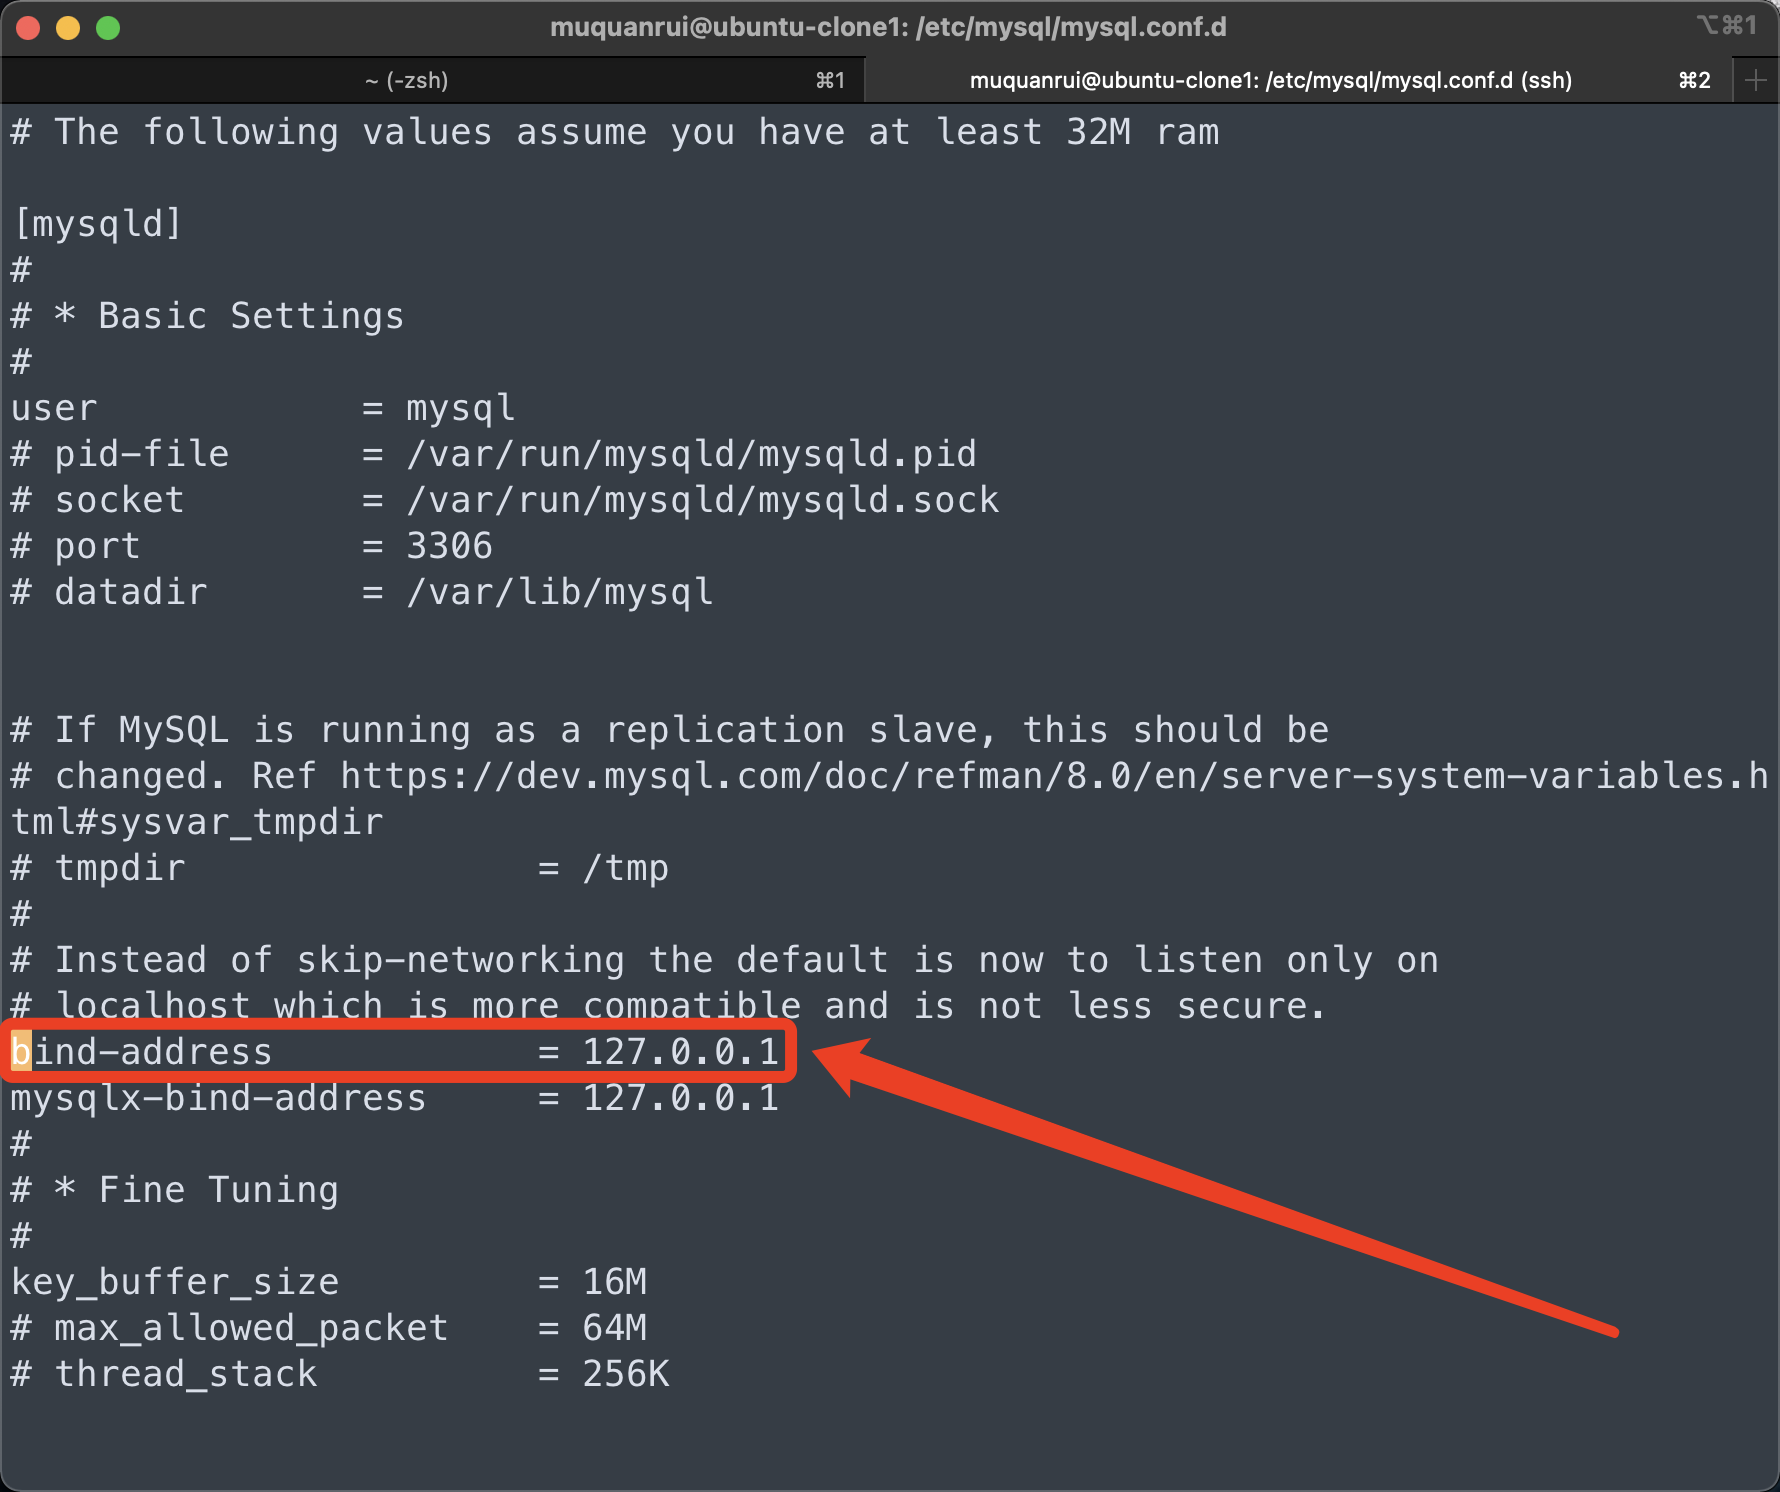 muquanrui@ubuntu-clone1: /etc/mysql/mysql.conf.d
⌥⌘1
~ (-zsh)
⌘1
muquanrui@ubuntu-clone1: /etc/mysql/mysql.conf.d (ssh)
⌘2
# The following values assume you have at least 32M ram
[mysqld]
#
# * Basic Settings
#
user            = mysql
# pid-file      = /var/run/mysqld/mysqld.pid
# socket        = /var/run/mysqld/mysqld.sock
# port          = 3306
# datadir       = /var/lib/mysql
# If MySQL is running as a replication slave, this should be
# changed. Ref https://dev.mysql.com/doc/refman/8.0/en/server-system-variables.h
tml#sysvar_tmpdir
# tmpdir                = /tmp
#
# Instead of skip-networking the default is now to listen only on
# localhost which is more compatible and is not less secure.
bind-address            = 127.0.0.1
mysqlx-bind-address     = 127.0.0.1
#
# * Fine Tuning
#
key_buffer_size         = 16M
# max_allowed_packet    = 64M
# thread_stack          = 256K